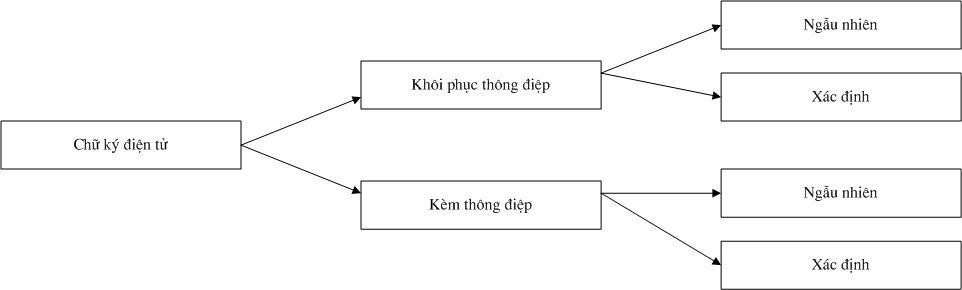 Chữ ký điện tử
Khôi phục thông điệp
Ngẫu nhiên
Xác định
Kèm thông điệp
Ngẫu nhiên
Xác định